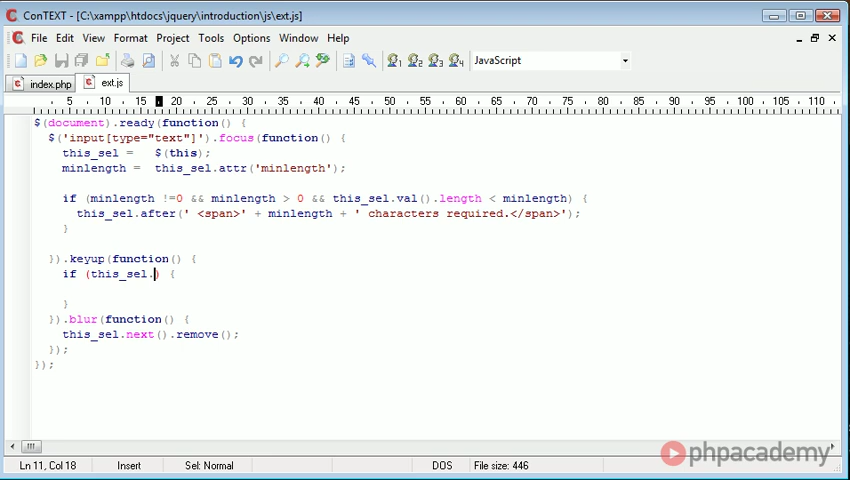 ConTEXT - [C:\xampp\htdocs\jquery\introduction\js\ext.js]
File Edit View Format Project Tools Options Window Help
1 2 3 4 JavaScript
index.php ext.js
5 10 15 20 25 30 35 40 45 50 55 60 65 70 75 80 85 90 95 100 105 110
$(document).ready(function() {
$('input[type="text"]').focus(function() {
this_sel = $(this);
minlength = this_sel.attr('minlength');
if (minlength !=0 && minlength > 0 && this_sel.val().length < minlength) {
this_sel.after(' <span>' + minlength + ' characters required.</span>');
}
}).keyup(function() {
if (this_sel.) {
}
}).blur(function() {
this_sel.next().remove();
});
});
phpacademy
Ln 11, Col 18 Insert Sel: Normal DOS File size: 446